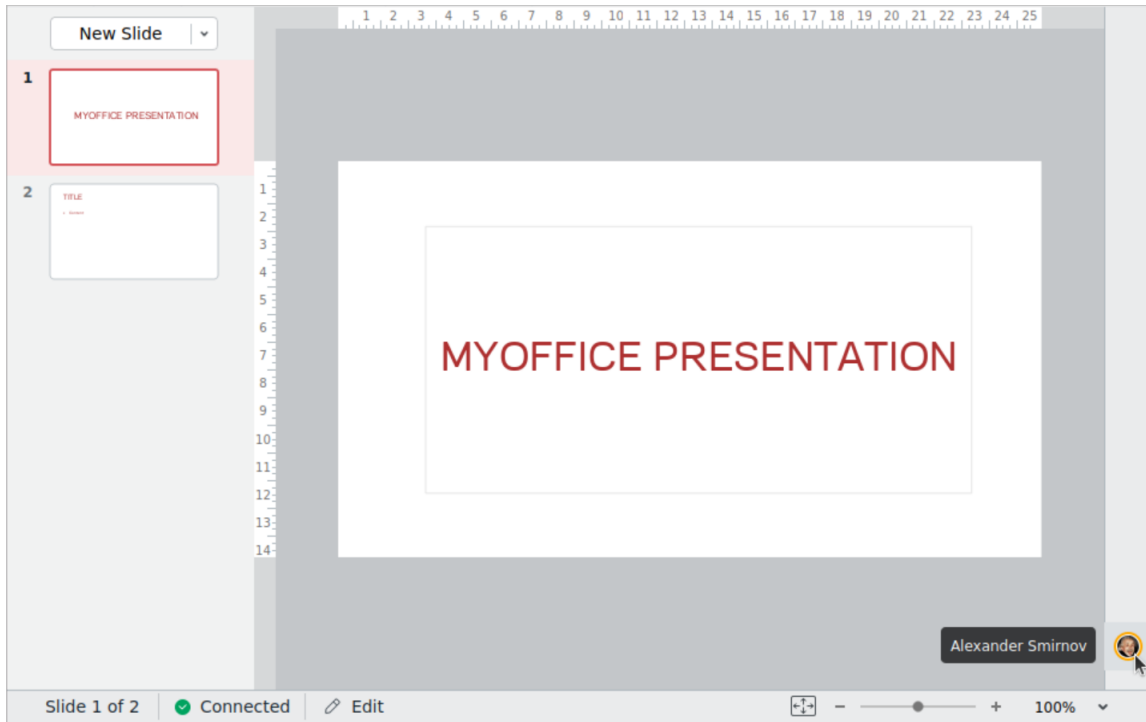 New Slide
1 2 3 4 5 6 7 8 9 10 11 12 13 14 15 16 17 18 19 20 21 22 23 24 25
1
MYOFFICE PRESENTATION
2
TITLE
1
2
3
4
5
6
7
8
9
10
11
12
13
14
MYOFFICE PRESENTATION
Alexander Smirnov
Slide 1 of 2 Connected Edit 100%